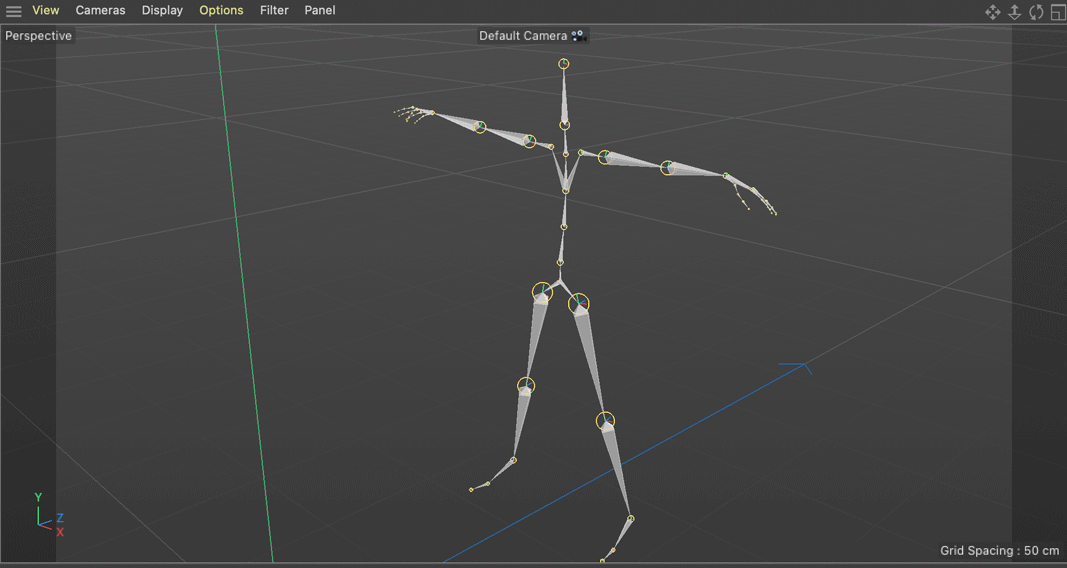 View Cameras Display Options Filter Panel
Perspective
Default Camera
Y
Z
X
Grid Spacing : 50 cm